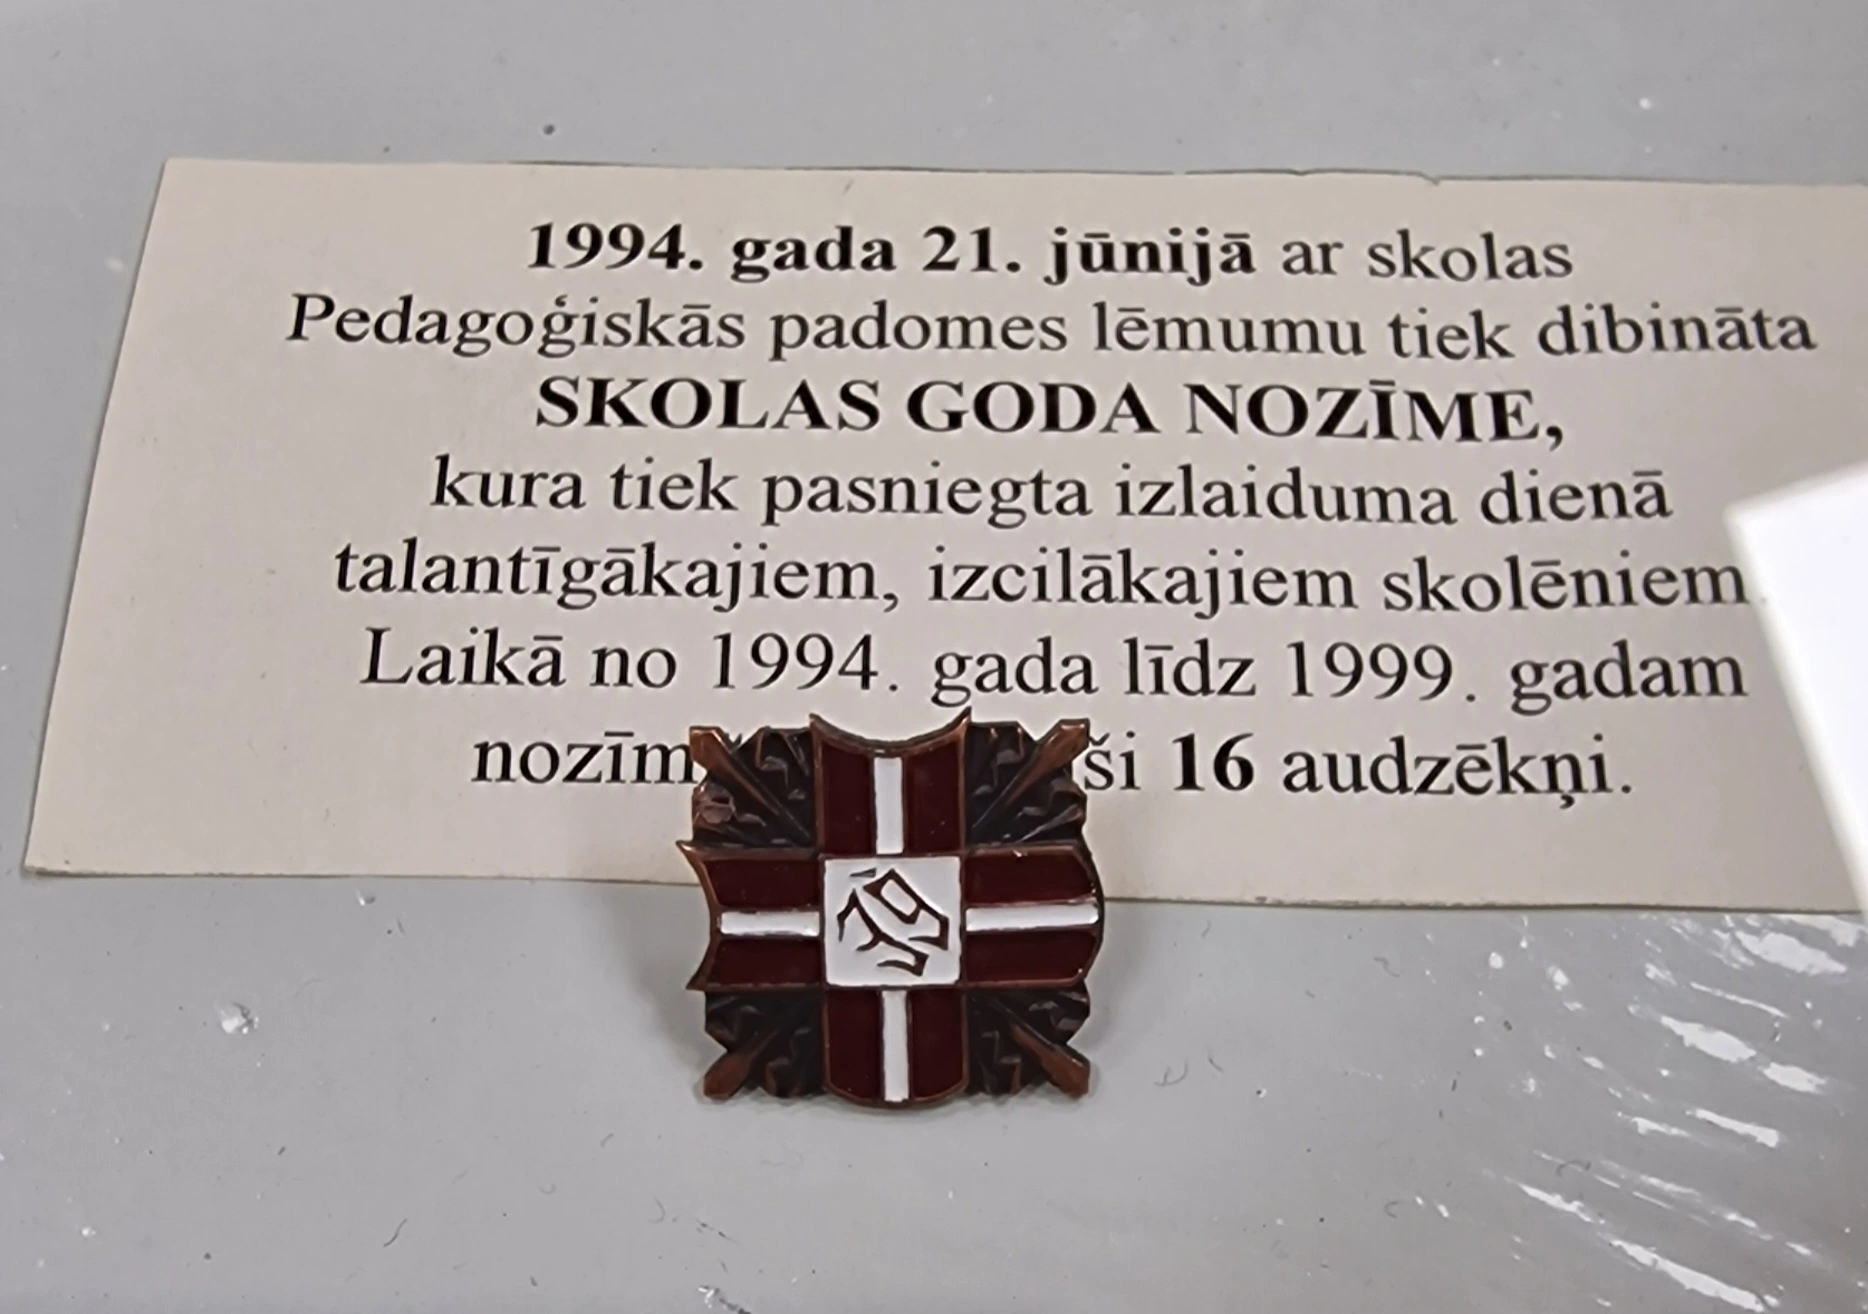 1994. gada 21. jūnijā ar skolas
Pedagoģiskās padomes lēmumu tiek dibināta
SKOLAS GODA NOZĪME,
kura tiek pasniegta izlaiduma dienā
talantīgākajiem, izcilākajiem skolēniem
Laikā no 1994. gada līdz 1999. gadam
16 audzēkņi.